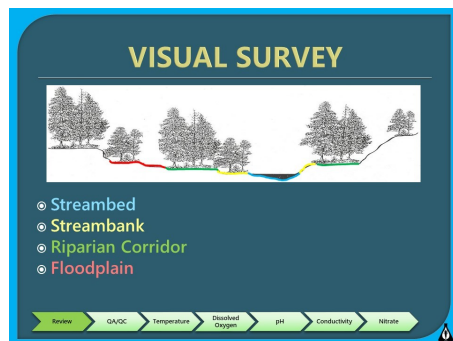 VISUAL SURVEY
Streambed
Streambank
Riparian Corridor
Floodplain
Review
QA/QC
Temperature
Dissolved
Oxygen
pH
Conductivity
Nitrate